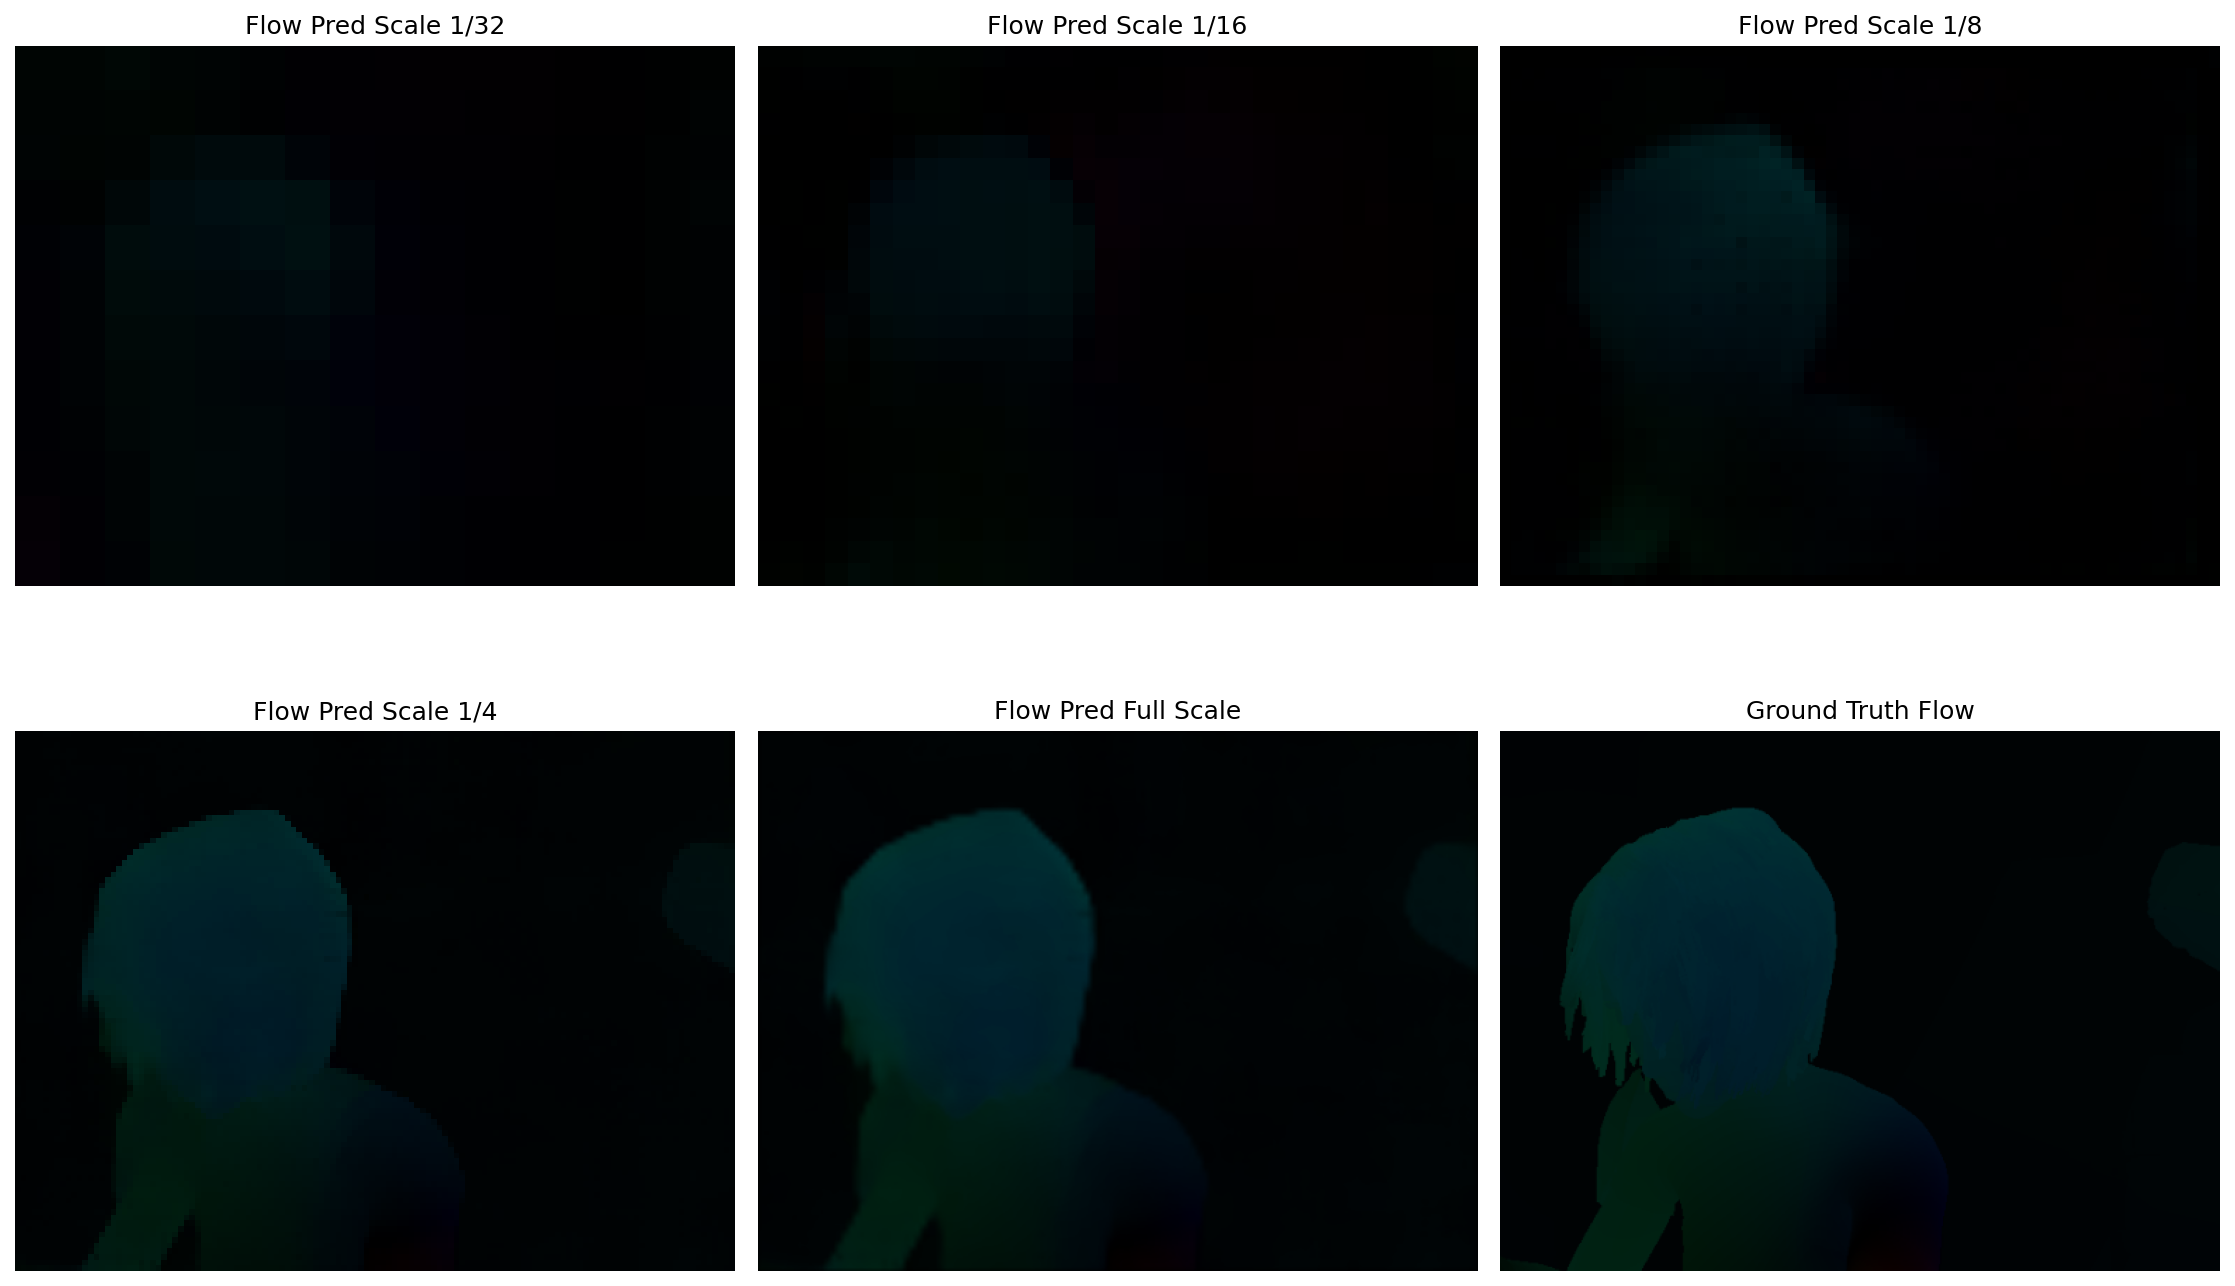 Flow Pred Scale 1/32
Flow Pred Scale 1/16
Flow Pred Scale 1/8
Flow Pred Scale 1/4
Flow Pred Full Scale
Ground Truth Flow